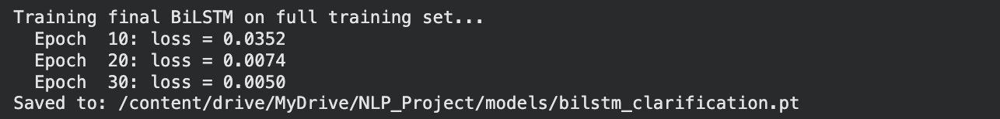 Training final BiLSTM on full training set...
  Epoch  10: loss = 0.0352
  Epoch  20: loss = 0.0074
  Epoch  30: loss = 0.0050
Saved to: /content/drive/MyDrive/NLP_Project/models/bilstm_clarification.pt